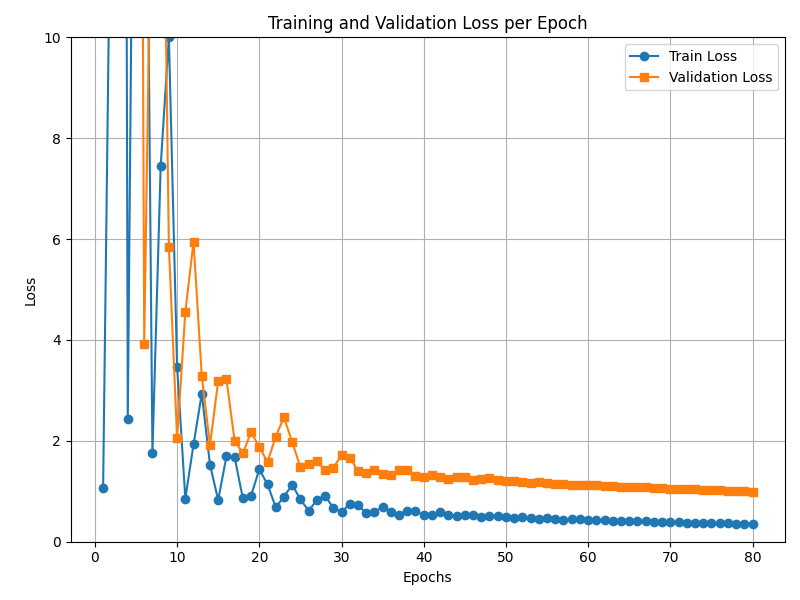 Training and Validation Loss per Epoch
Train Loss
Validation Loss
Loss
10
8
6
4
2
0
0 10 20 30 40 50 60 70 80
Epochs